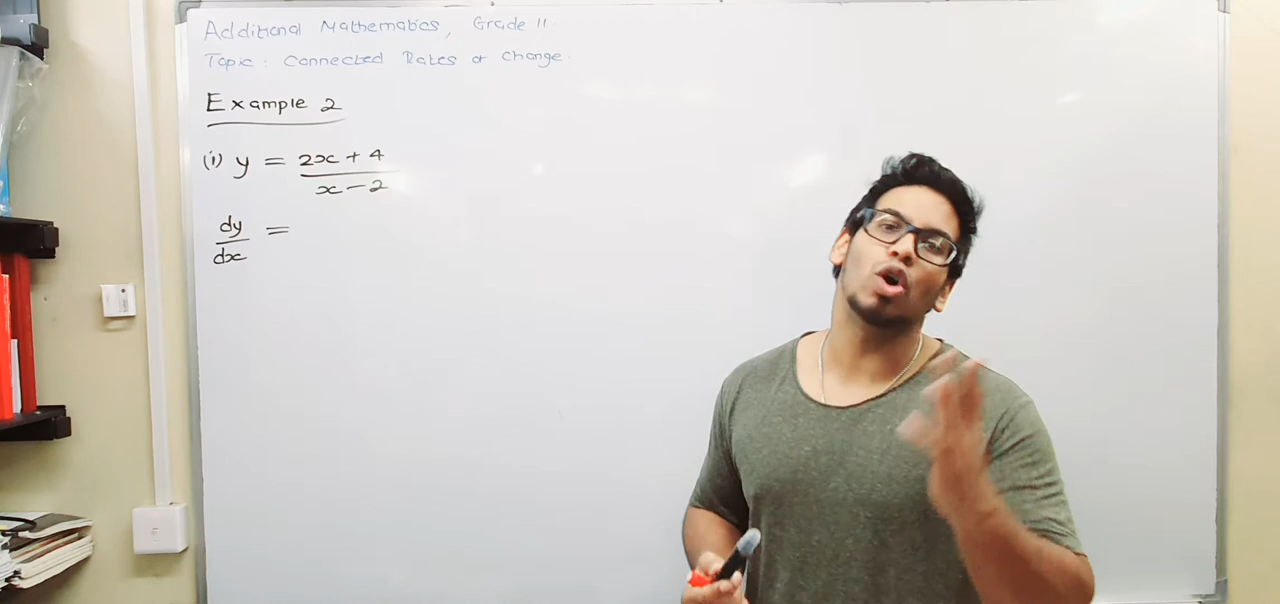 Additional Mathematics, Grade 11
Topic: Connected Rates of Change.
Example 2
(i) y = 2x + 4 / x - 2
dy/dx =